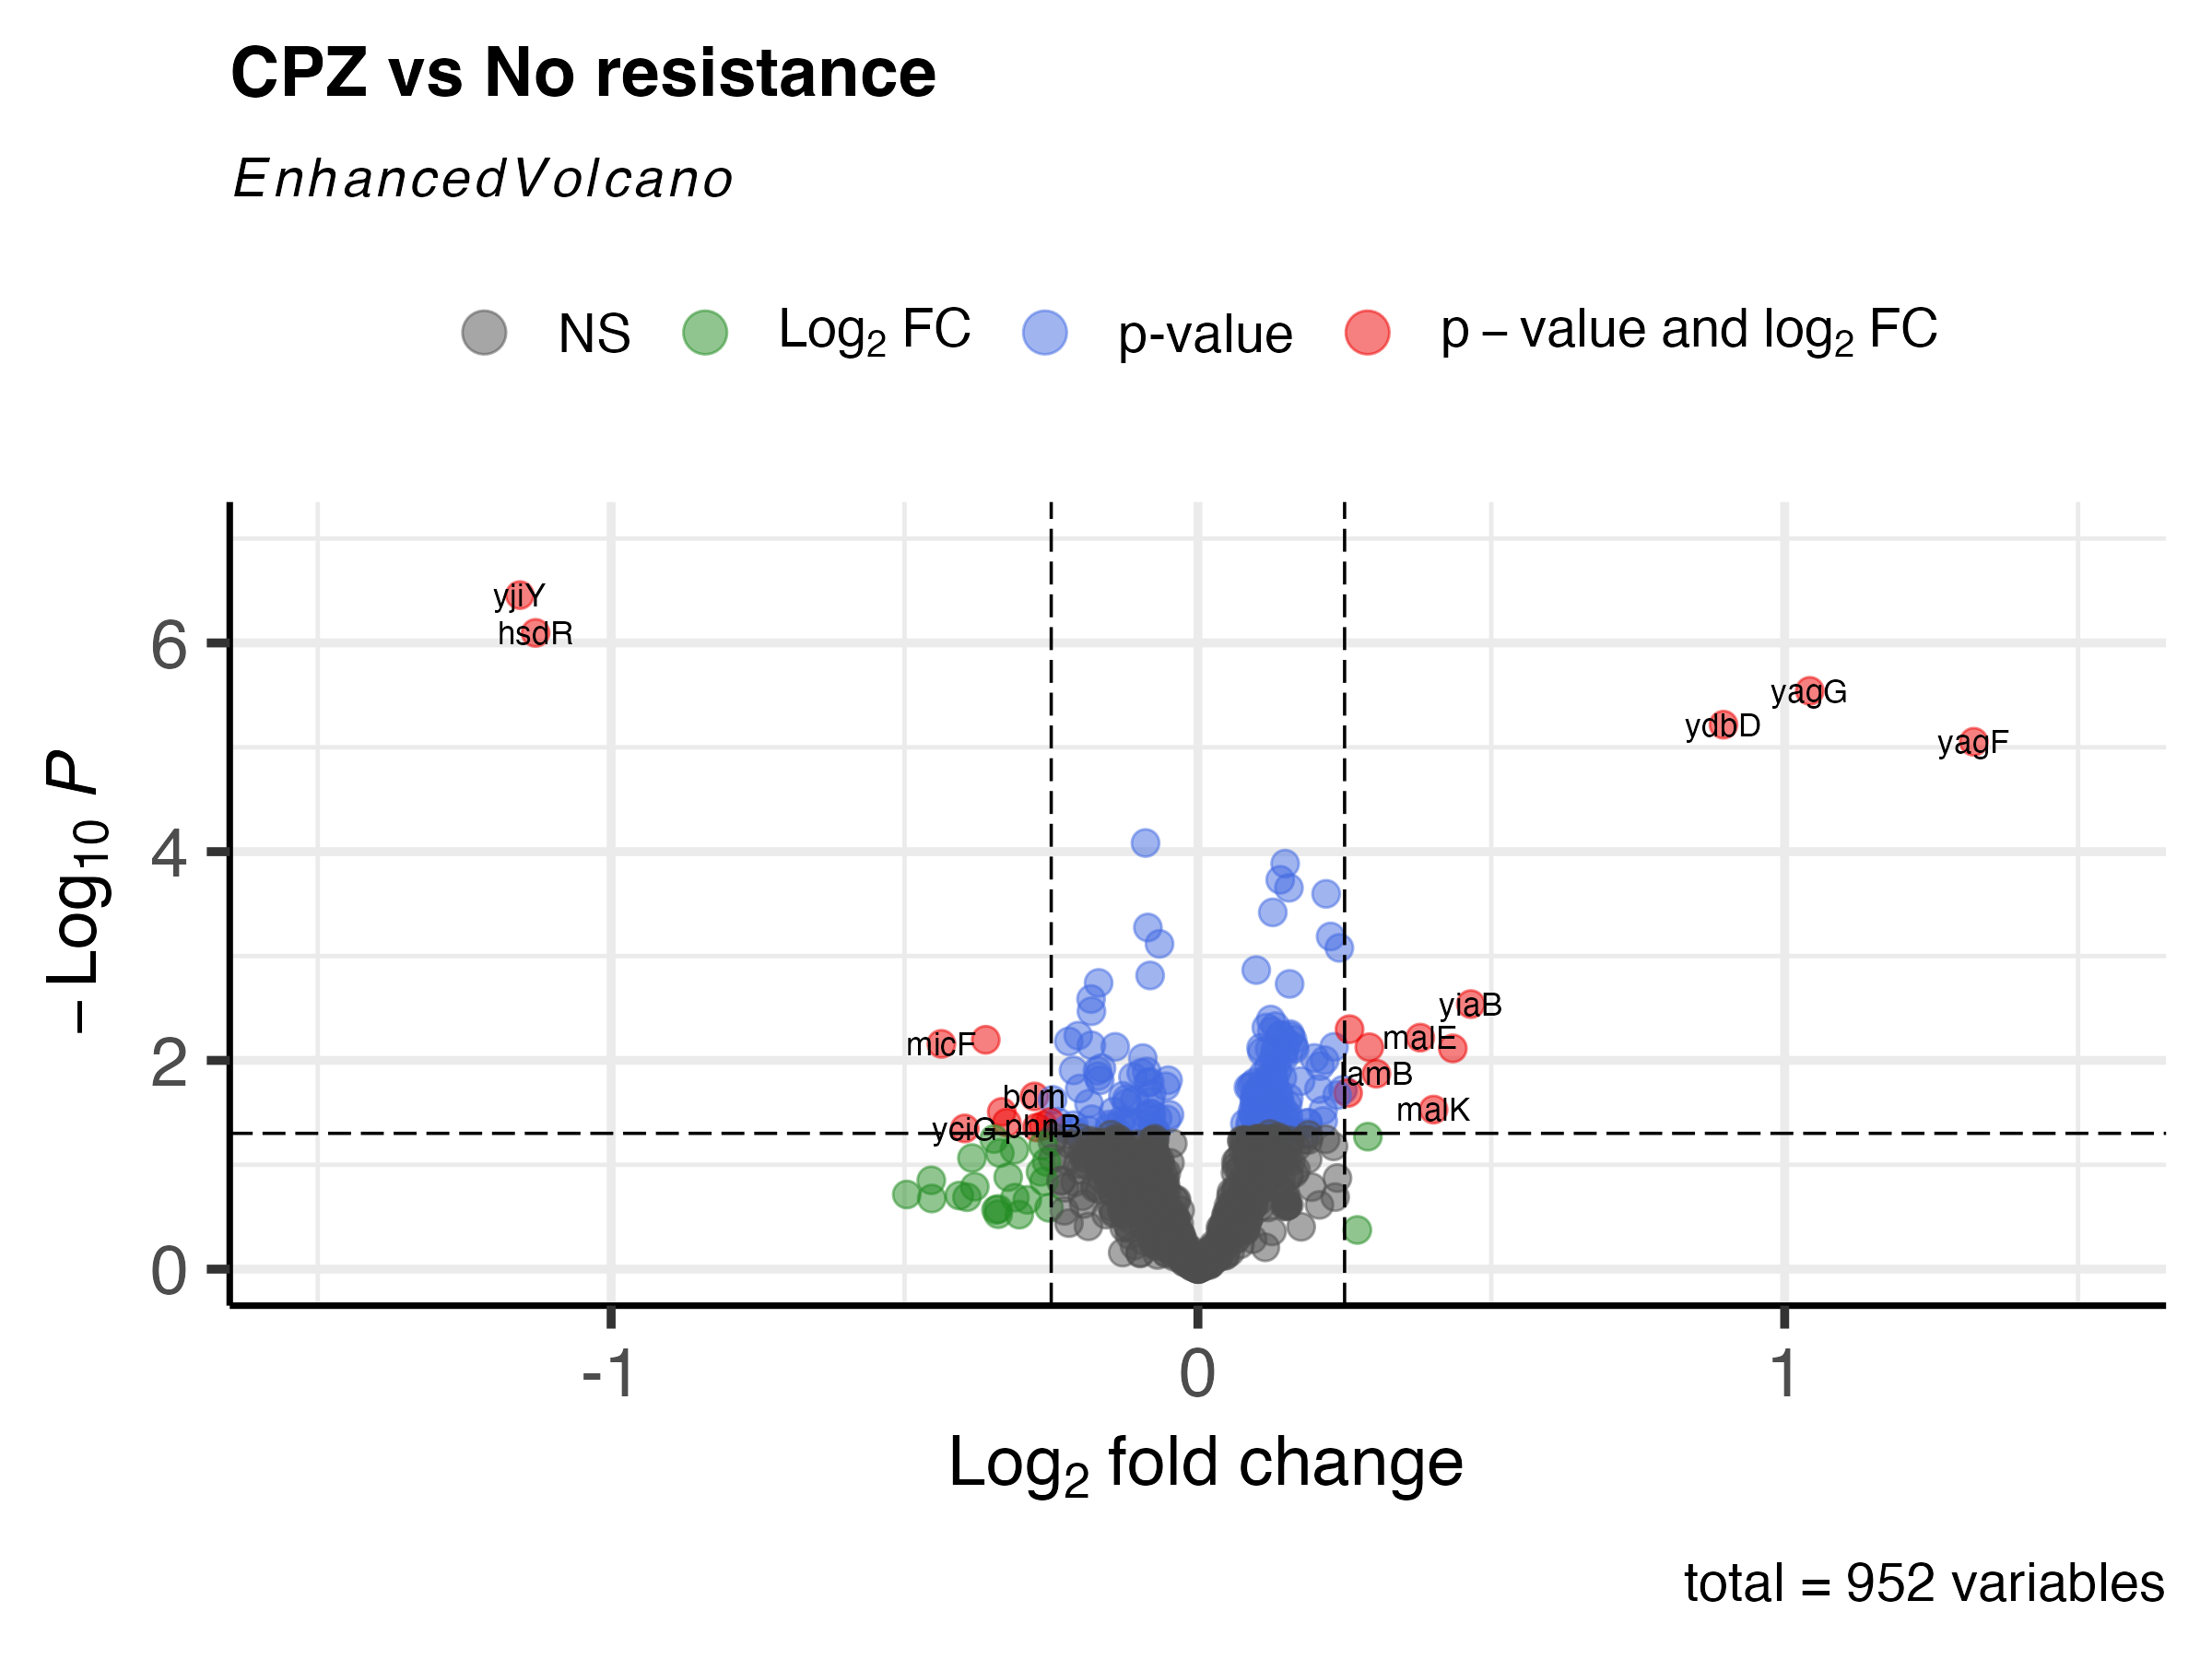 CPZ vs No resistance
EnhancedVolcano
NS Log₂ FC p-value p – value and log₂ FC
yjiY
hsdR
6
yagG
ydbD
yagF
4
yiaB
micF
malE
2
lamB
bdm
malK
yciG
phnB
0
– Log₁₀ P
-1 0 1
Log₂ fold change
total = 952 variables